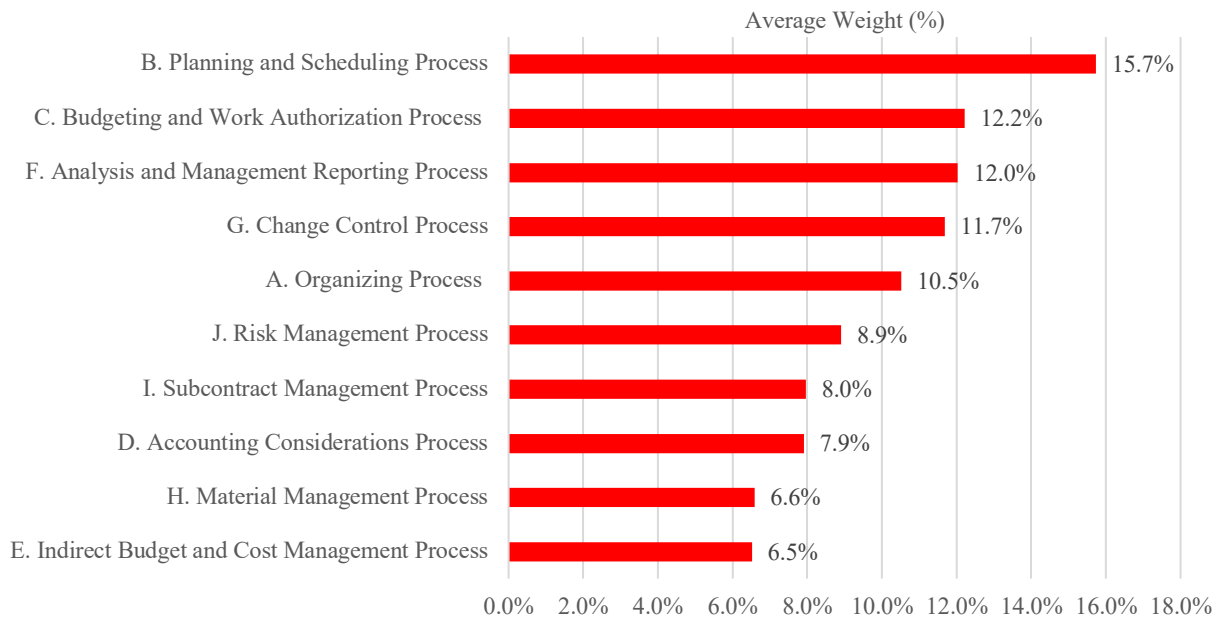 Average Weight (%)
B. Planning and Scheduling Process 15.7%
C. Budgeting and Work Authorization Process 12.2%
F. Analysis and Management Reporting Process 12.0%
G. Change Control Process 11.7%
A. Organizing Process 10.5%
J. Risk Management Process 8.9%
I. Subcontract Management Process 8.0%
D. Accounting Considerations Process 7.9%
H. Material Management Process 6.6%
E. Indirect Budget and Cost Management Process 6.5%
0.0% 2.0% 4.0% 6.0% 8.0% 10.0% 12.0% 14.0% 16.0% 18.0%